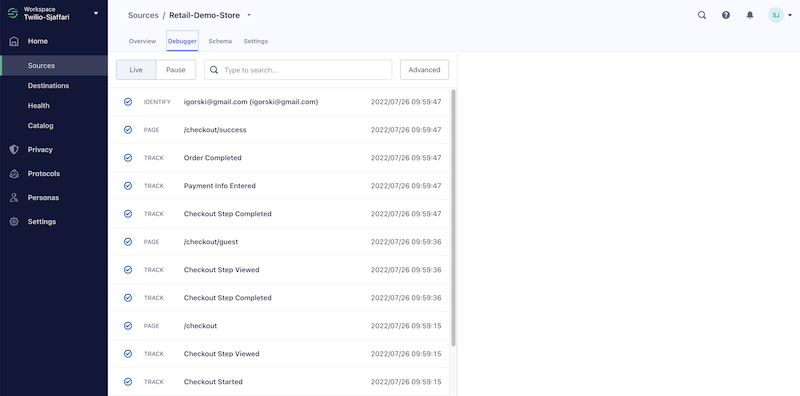 Workspace
Twilio-Sjaffari
Sources / Retail-Demo-Store
SJ
Home
Sources
Destinations
Health
Catalog
Privacy
Protocols
Personas
Settings
Overview Debugger Schema Settings
Live Pause Type to search... Advanced
IDENTIFY igorski@gmail.com (igorski@gmail.com) 2022/07/26 09:59:47
PAGE /checkout/success 2022/07/26 09:59:47
TRACK Order Completed 2022/07/26 09:59:47
TRACK Payment Info Entered 2022/07/26 09:59:47
TRACK Checkout Step Completed 2022/07/26 09:59:47
PAGE /checkout/guest 2022/07/26 09:59:36
TRACK Checkout Step Viewed 2022/07/26 09:59:36
TRACK Checkout Step Completed 2022/07/26 09:59:36
PAGE /checkout 2022/07/26 09:59:15
TRACK Checkout Step Viewed 2022/07/26 09:59:15
TRACK Checkout Started 2022/07/26 09:59:15